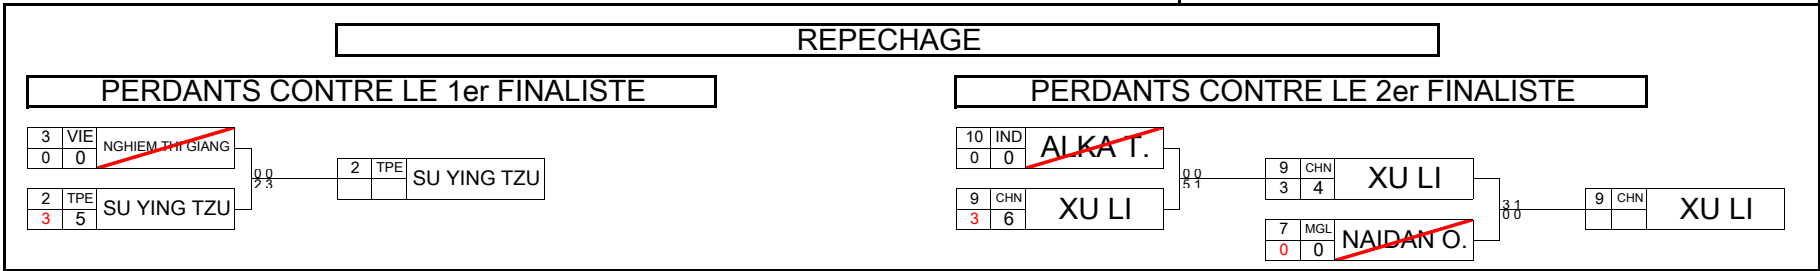 REPECHAGE
PERDANTS CONTRE LE 1er FINALISTE
3 VIE NGHIEM THI GIANG
0 0
2 TPE SU YING TZU
3 5
0 0
2 3
2 TPE SU YING TZU
PERDANTS CONTRE LE 2er FINALISTE
10 IND ALKA T.
0 0
9 CHN XU LI
3 6
0 0
5 1
9 CHN XU LI
3 4
7 MGL NAIDAN O.
0 0
3 1
0 0
9 CHN XU LI